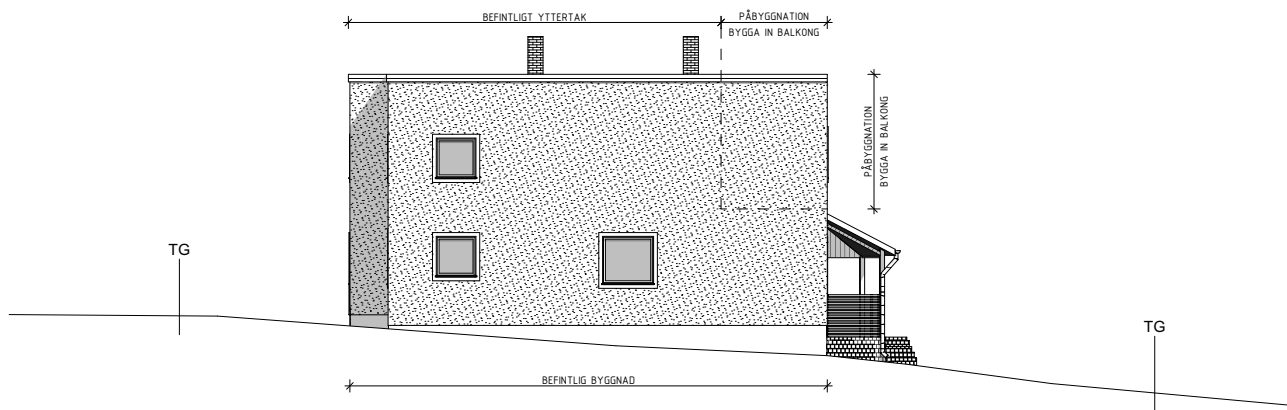 BEFINTLIGT YTTERTAK
PÅBYGGNATION
BYGGA IN BALKONG
PÅBYGGNATION
BYGGA IN BALKONG
TG
TG
BEFINTLIG BYGGNAD